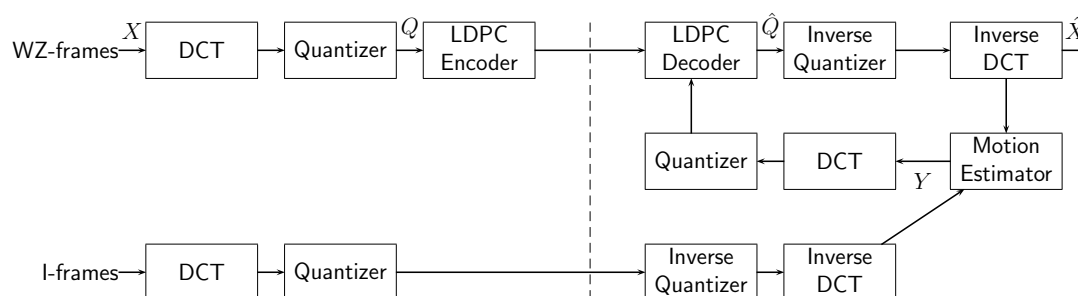 X
Q
Q̂
X̂
WZ-frames
DCT
Quantizer
LDPC
Encoder
LDPC
Decoder
Inverse
Quantizer
Inverse
DCT
Quantizer
DCT
Motion
Estimator
Y
I-frames
DCT
Quantizer
Inverse
Quantizer
Inverse
DCT